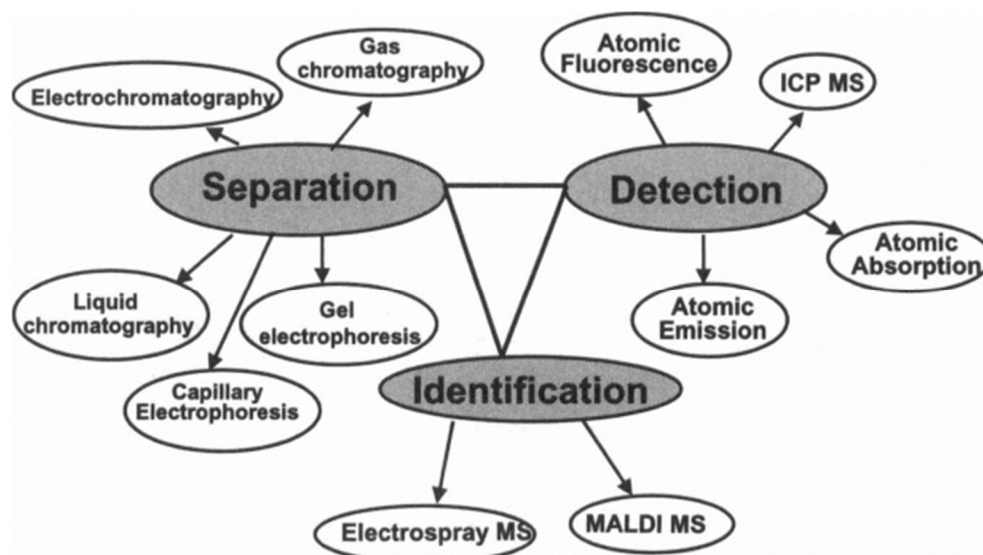 Gas
chromatography
Electrochromatography
Atomic
Fluorescence
ICP MS
Separation
Detection
Atomic
Absorption
Liquid
chromatography
Gel
electrophoresis
Atomic
Emission
Capillary
Electrophoresis
Identification
Electrospray MS
MALDI MS